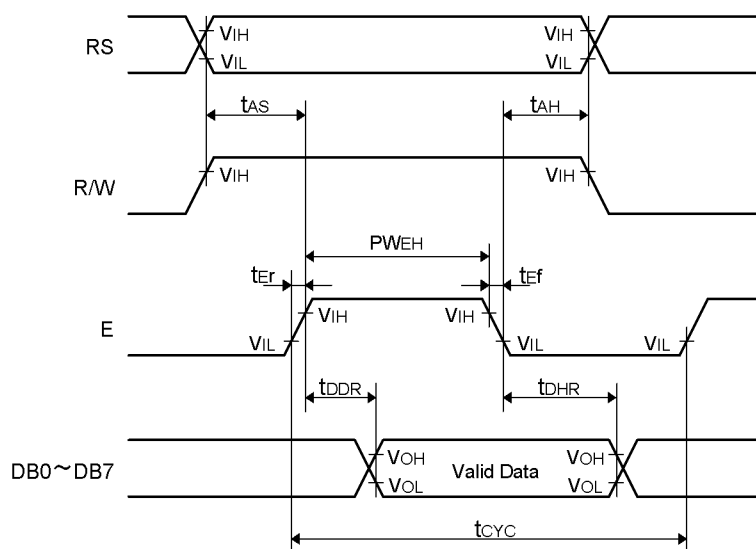 RS
VIH
VIL
VIH
VIL
tAS
tAH
R/W
VIH
VIH
PWEH
tEr
tEf
E
VIH
VIH
VIL
VIL
VIL
tDDR
tDHR
DB0～DB7
VOH
VOL
Valid Data
VOH
VOL
tCYC